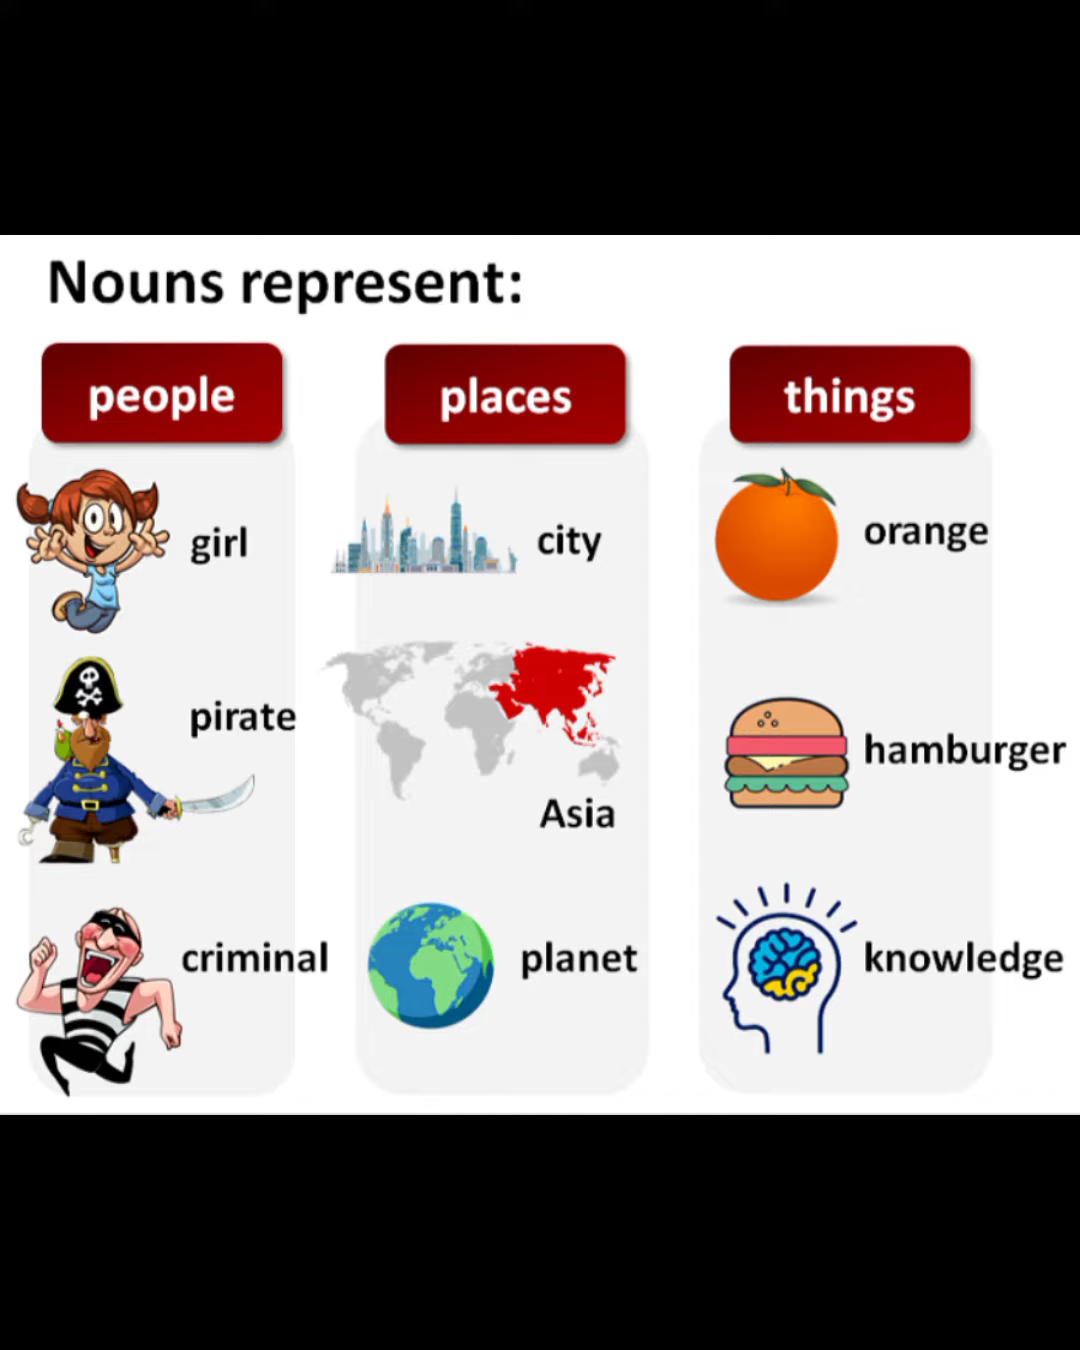 Nouns represent:
people
places
things
girl
city
orange
pirate
Asia
hamburger
criminal
planet
knowledge